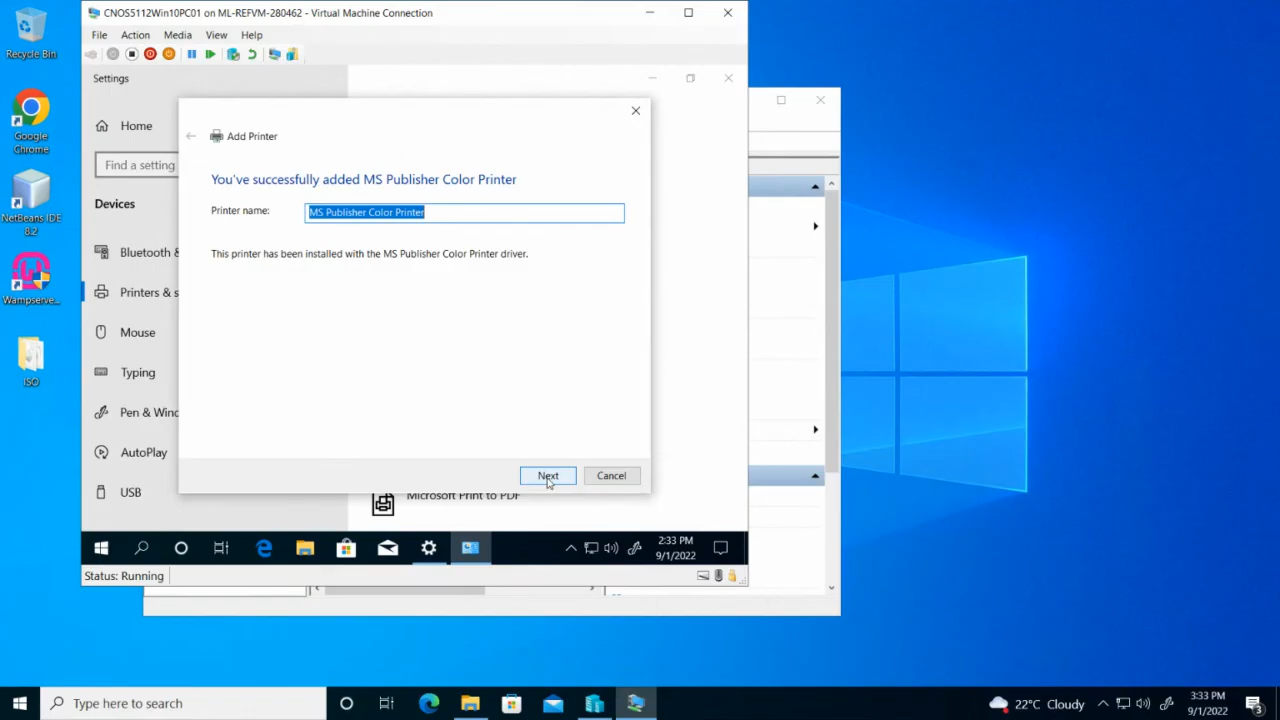 Recycle Bin
Google
Chrome
NetBeans IDE
8.2
Wampserve...
ISO
CNOS5112Win10PC01 on ML-REFVM-280462 - Virtual Machine Connection
File Action Media View Help
Settings
Home
Find a setting
Devices
Bluetooth &
Printers & s
Mouse
Typing
Pen & Wind
AutoPlay
USB
Add Printer
You've successfully added MS Publisher Color Printer
Printer name:
MS Publisher Color Printer
This printer has been installed with the MS Publisher Color Printer driver.
Next
Cancel
Microsoft Print to PDF
2:33 PM
9/1/2022
Status: Running
Type here to search
22°C Cloudy
3:33 PM
9/1/2022
3